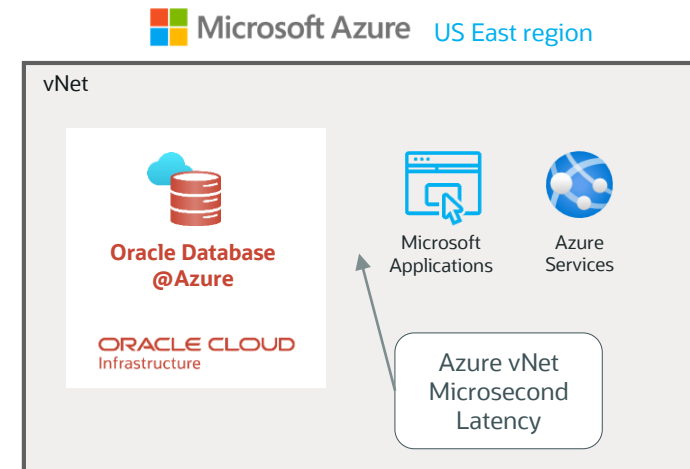 Microsoft Azure US East region
vNet
Oracle Database
@Azure
ORACLE CLOUD
Infrastructure
Microsoft
Applications
Azure
Services
Azure vNet
Microsecond
Latency